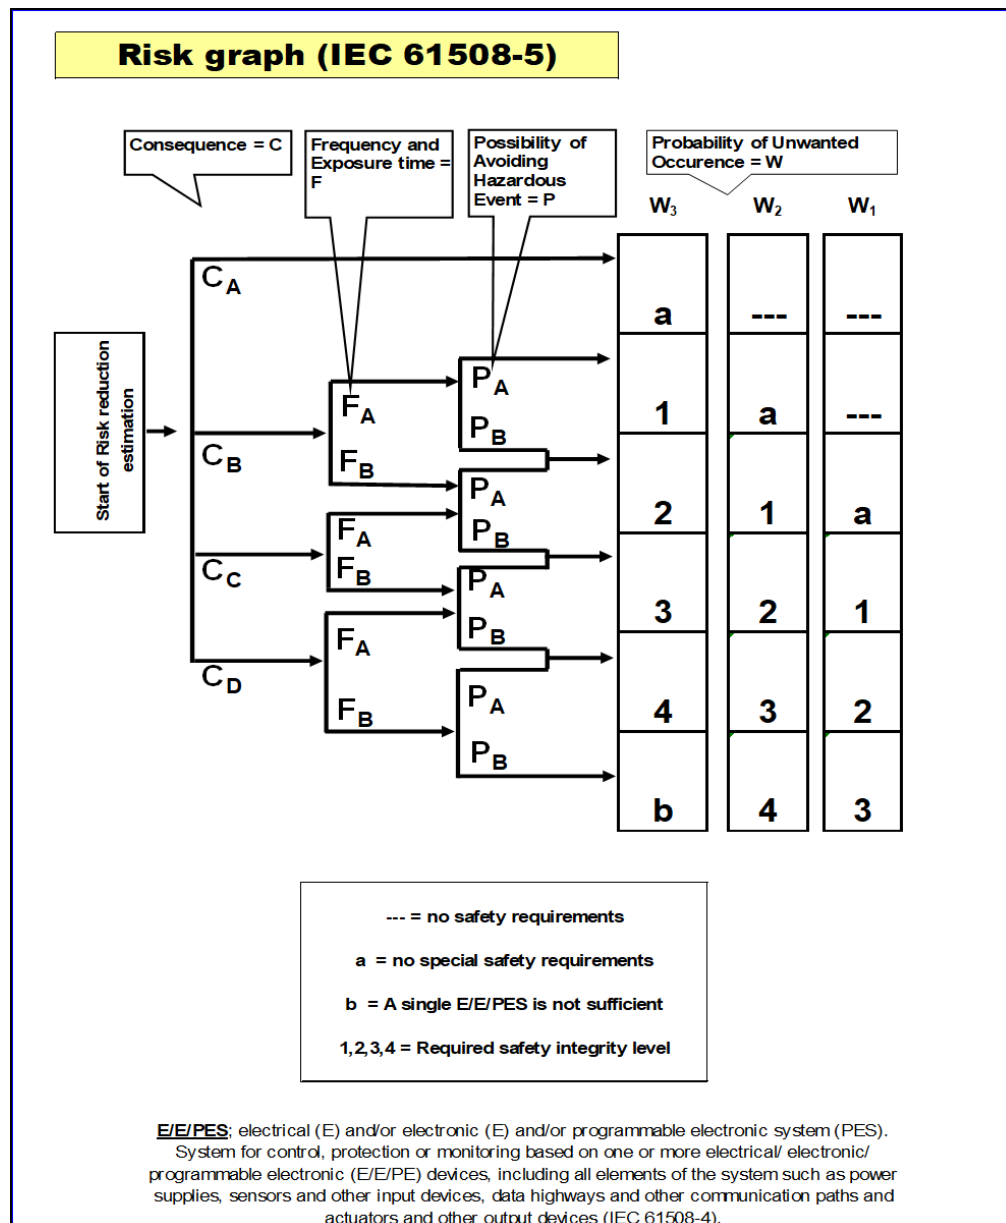 Risk graph (IEC 61508-5)
Consequence = C
Frequency and
Exposure time =
F
Possibility of
Avoiding
Hazardous
Event = P
Probability of Unwanted
Occurence = W
W3 W2 W1
Start of Risk reduction
estimation
CA
CB
CC
CD
FA
FB
FA
FB
FA
FB
PA
PB
PA
PB
PA
PB
PA
PB
a --- ---
1 a ---
2 1 a
3 2 1
4 3 2
b 4 3
--- = no safety requirements
a = no special safety requirements
b = A single E/E/PES is not sufficient
1,2,3,4 = Required safety integrity level
E/E/PES; electrical (E) and/or electronic (E) and/or programmable electronic system (PES).
System for control, protection or monitoring based on one or more electrical/ electronic/
programmable electronic (E/E/PE) devices, including all elements of the system such as power
supplies, sensors and other input devices, data highways and other communication paths and
actuators and other output devices (IEC 61508-4).